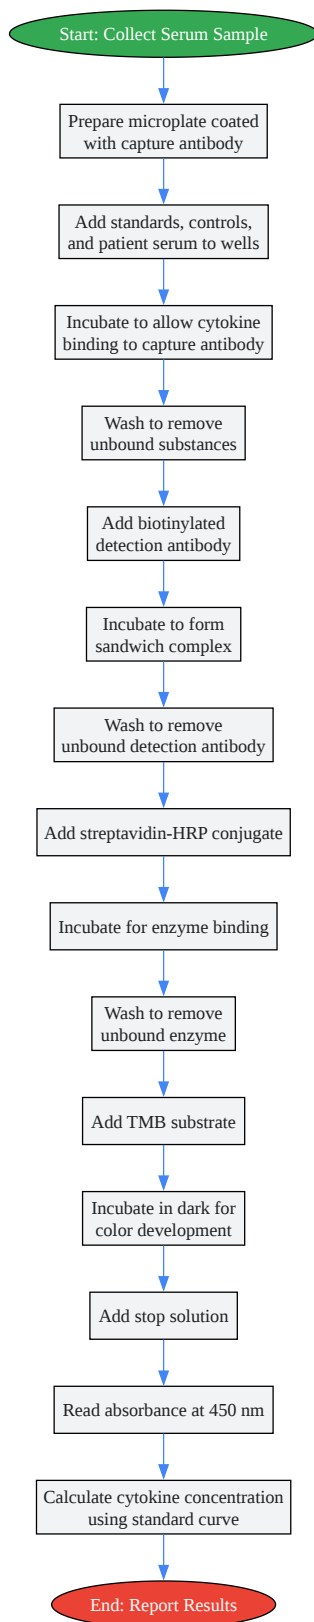 Start: Collect Serum Sample
Prepare microplate coated
with capture antibody
Add standards, controls,
and patient serum to wells
Incubate to allow cytokine
binding to capture antibody
Wash to remove
unbound substances
Add biotinylated
detection antibody
Incubate to form
sandwich complex
Wash to remove
unbound detection antibody
Add streptavidin-HRP conjugate
Incubate for enzyme binding
Wash to remove
unbound enzyme
Add TMB substrate
Incubate in dark for
color development
Add stop solution
Read absorbance at 450 nm
Calculate cytokine concentration
using standard curve
End: Report Results